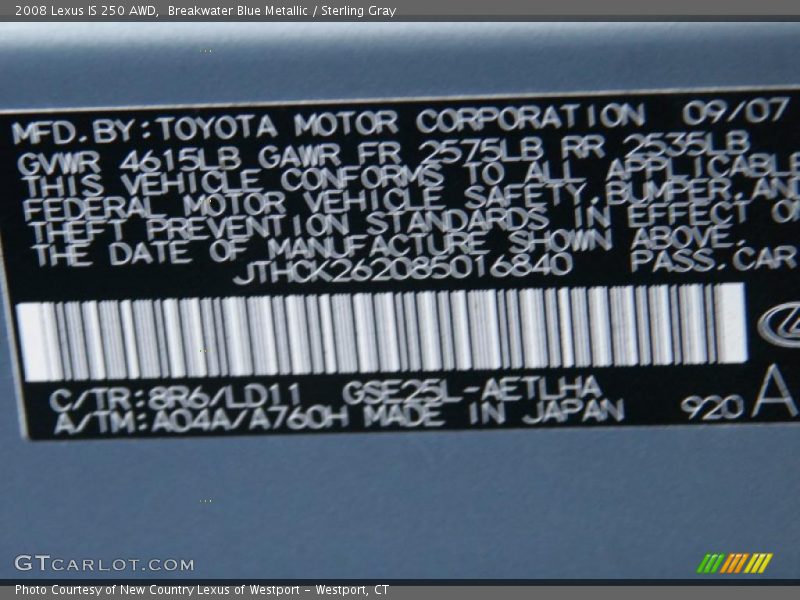 2008 Lexus IS 250 AWD, Breakwater Blue Metallic / Sterling Gray
MFD.BY:TOYOTA MOTOR CORPORATION 09/07
GVWR 4615LB GAWR FR 2575LB RR 2535LB
THIS VEHICLE CONFORMS TO ALL APPLICABLE
FEDERAL MOTOR VEHICLE SAFETY,BUMPER,AND
THEFT PREVENTION STANDARDS IN EFFECT ON
THE DATE OF MANUFACTURE SHOWN ABOVE.
JTHCK262085016840 PASS.CAR
C/TR:8R6/LD11 GSE25L-AETLHA
A/TM:A04A/A760H MADE IN JAPAN 920 A
GTCARLOT.COM
Photo Courtesy of New Country Lexus of Westport - Westport, CT